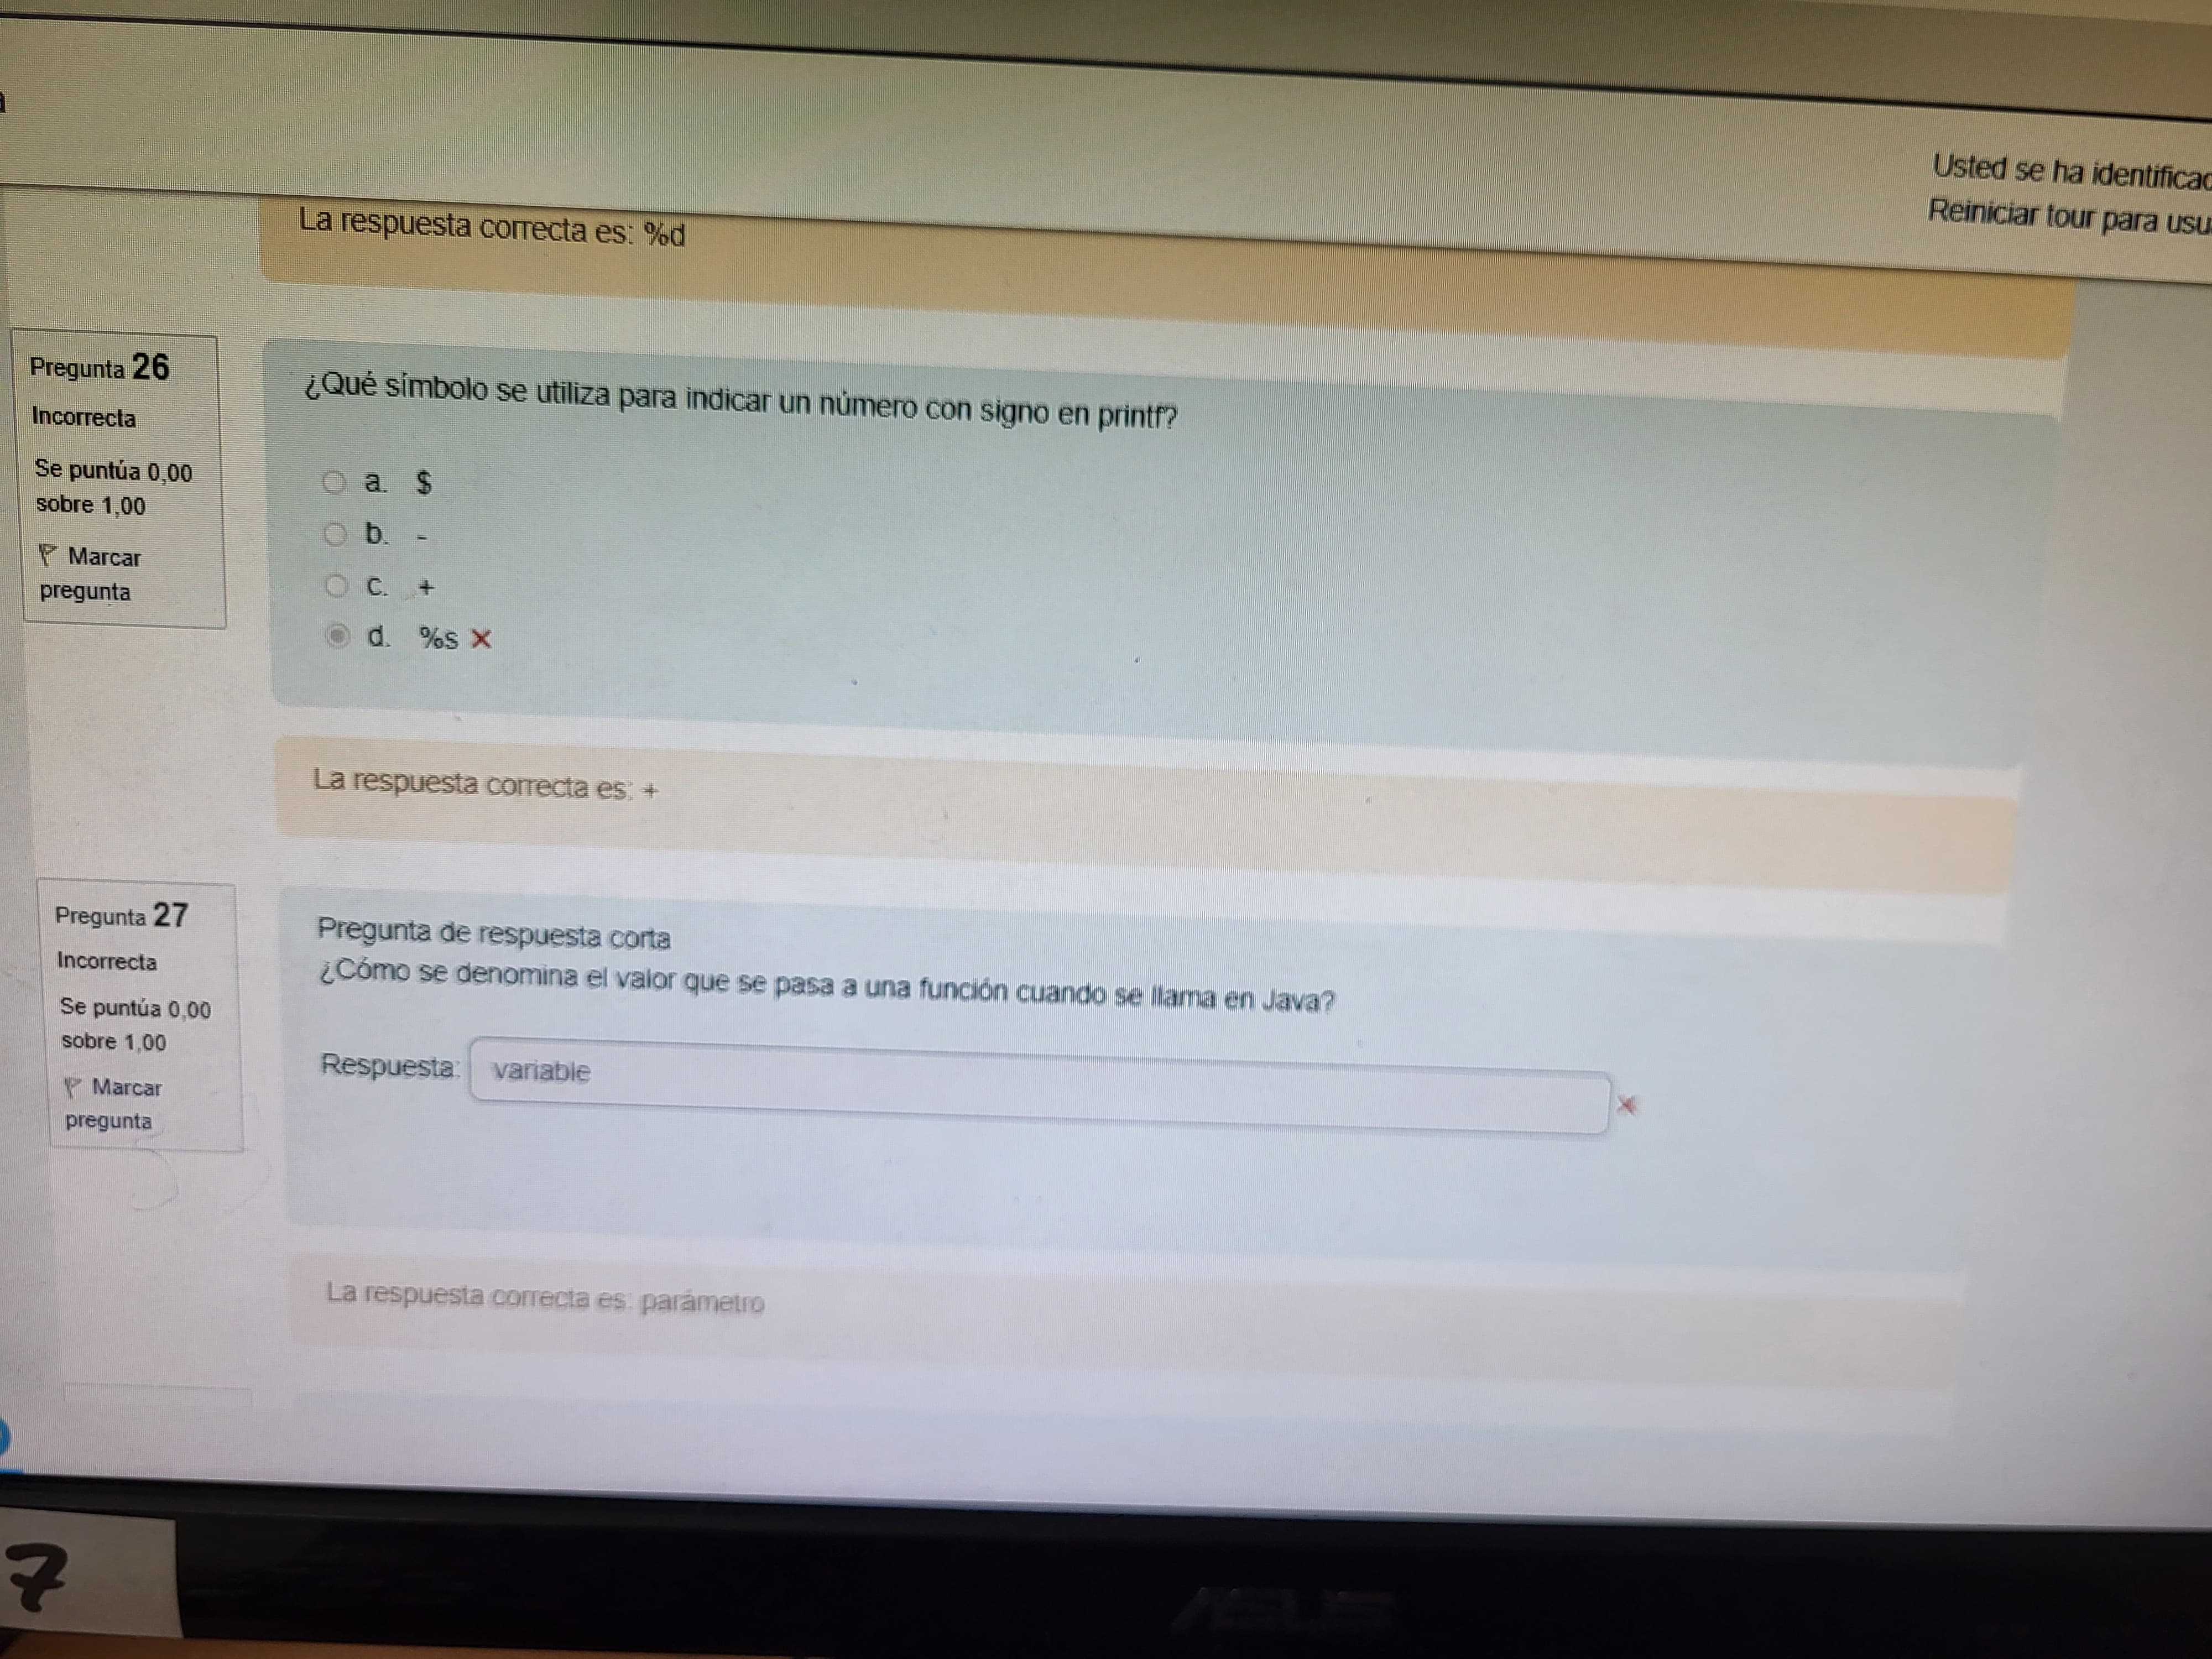 Usted se ha
Reiniciar tour para
La respuesta correcta es: %d
Pregunta 26
Incorrecta
Se puntúa 0,00
sobre 1,00
Marcar
pregunta
¿Qué símbolo se utiliza para indicar un número con signo en printf?
a. $
b. -
c. +
d. %s
La respuesta correcta es: +
Pregunta 27
Incorrecta
Se puntúa 0,00
sobre 1,00
Marcar
pregunta
Pregunta de respuesta corta
¿Cómo se denomina el valor que se pasa a una función cuando se llama en Java?
Respuesta: variable
La respuesta correcta es: parámetro
7
ASUS